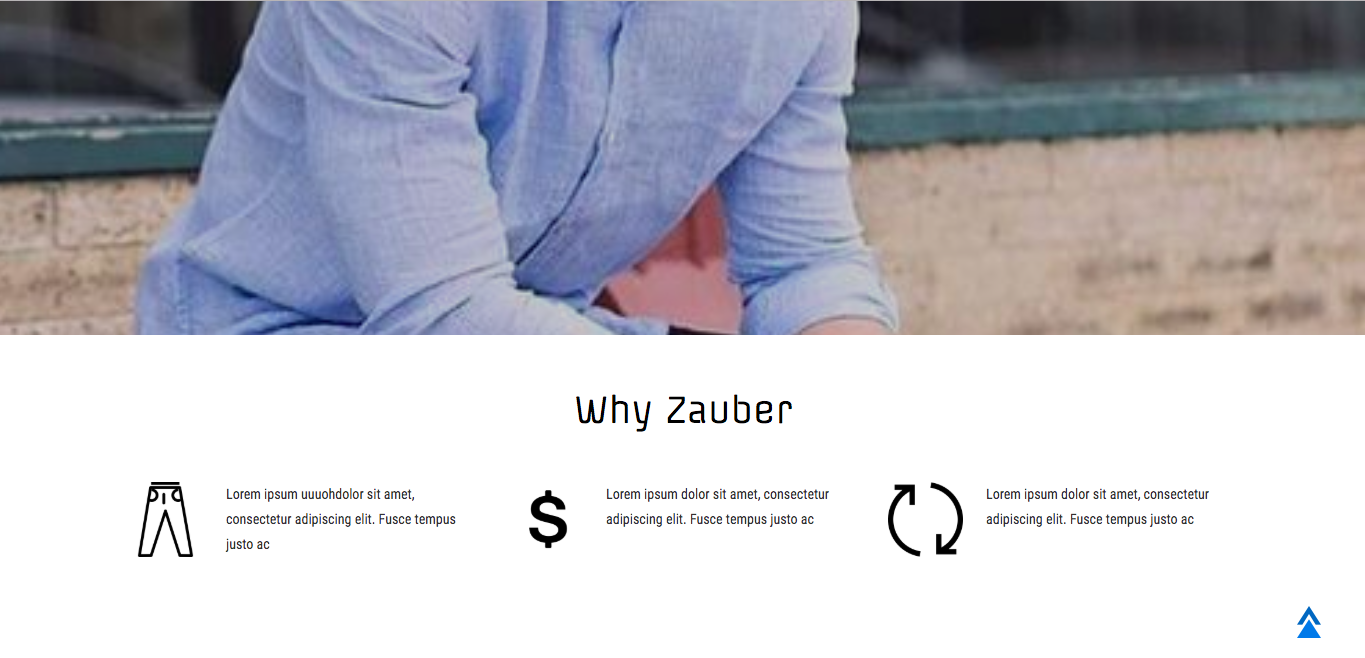 Why Zauber
Lorem ipsum uuuohdolor sit amet,
consectetur adipiscing elit. Fusce tempus
justo ac
$
Lorem ipsum dolor sit amet, consectetur
adipiscing elit. Fusce tempus justo ac
Lorem ipsum dolor sit amet, consectetur
adipiscing elit. Fusce tempus justo ac